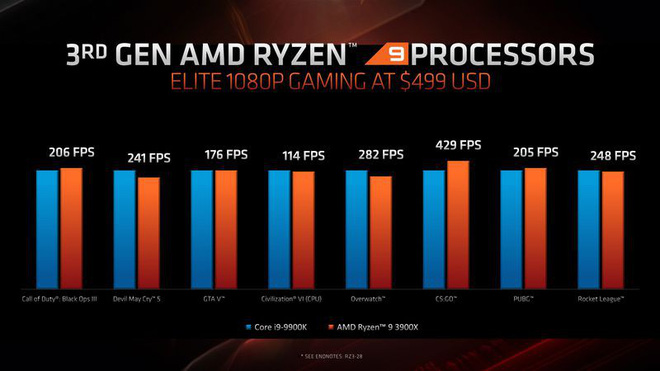 3RD GEN AMD RYZEN™ 9 PROCESSORS
ELITE 1080P GAMING AT $499 USD
206 FPS 241 FPS 176 FPS 114 FPS 282 FPS 429 FPS 205 FPS 248 FPS
Call of Duty®: Black Ops III Devil May Cry™ 5 GTA V™ Civilization® VI (CPU) Overwatch™ CS:GO™ PUBG™ Rocket League™
Core i9-9900K AMD Ryzen™ 9 3900X
* SEE ENDNOTES: RZ3-28